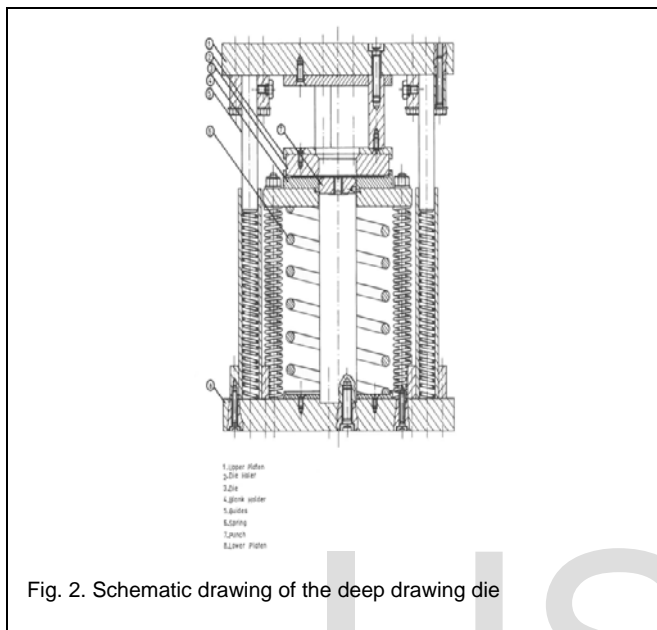 1.Upper Platen
2.Die Holer
3.Die
4.Blank holder
5.Guides
6.Spring
7.Punch
8.Lower Platen
Fig. 2. Schematic drawing of the deep drawing die